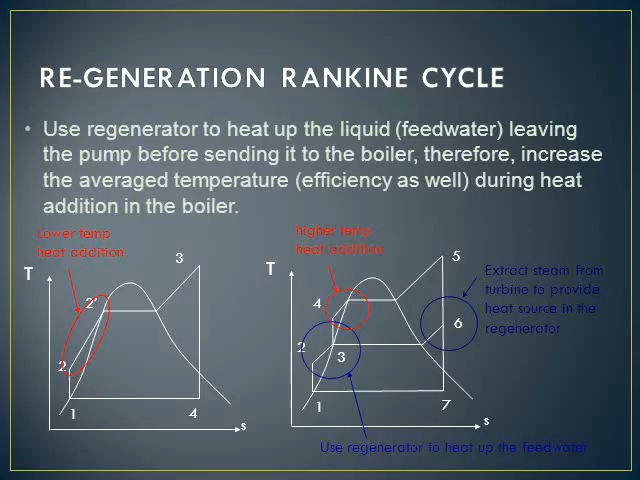 RE-GENERATION RANKINE CYCLE
• Use regenerator to heat up the liquid (feedwater) leaving
the pump before sending it to the boiler, therefore, increase
the averaged temperature (efficiency as well) during heat
addition in the boiler.
Lower temp
heat addition
T
3
2'
2
1
4
s
higher temp
heat addition
T
5
4
6
2
3
1
7
s
Extract steam from
turbine to provide
heat source in the
regenerator
Use regenerator to heat up the feedwater